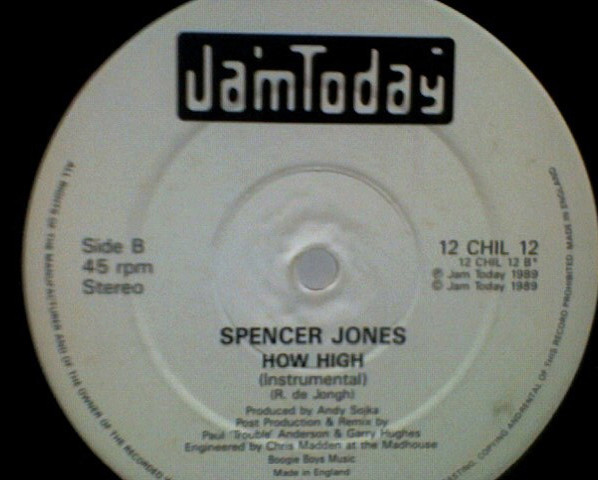 JamToday
Side B
45 rpm
Stereo
12 CHIL 12
12 CHIL 12 B*
℗ Jam Today 1989
© Jam Today 1989
SPENCER JONES
HOW HIGH
(Instrumental)
(R. de Jongh)
Produced by Andy Sojka
Post Production & Remix by
Paul 'Trouble' Anderson & Garry Hughes
Engineered by Chris Madden at the Madhouse
Boogie Boys Music
Made in England
ALL RIGHTS OF THE MANUFACTURER AND OF THE OWNER OF THE RECORDED
COPYING AND RENTAL OF THIS RECORD PROHIBITED. MADE IN ENGLAND